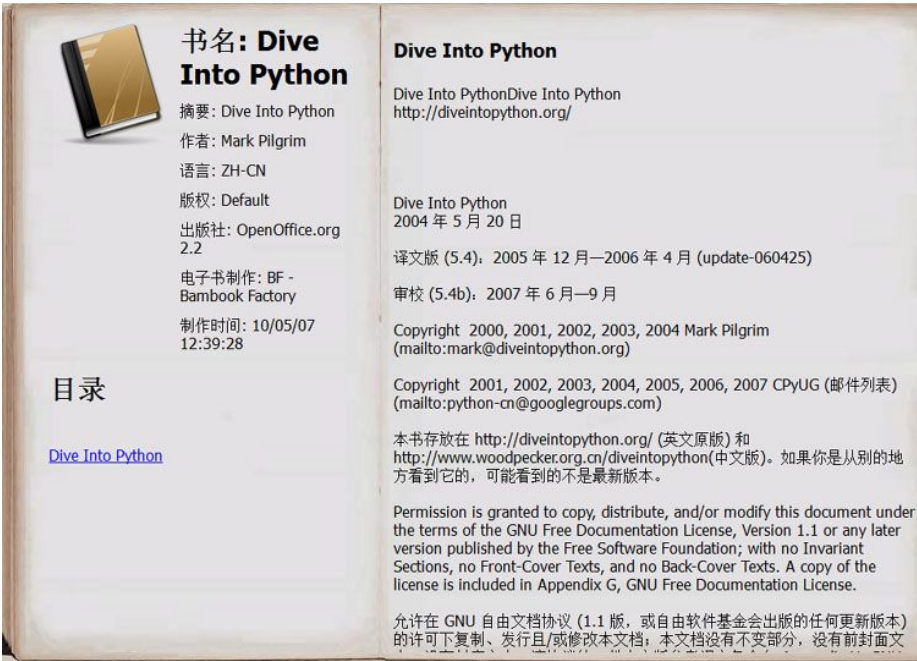 书名: Dive
Into Python
摘要: Dive Into Python
作者: Mark Pilgrim
语言: ZH-CN
版权: Default
出版社: OpenOffice.org
2.2
电子书制作: BF -
Bambook Factory
制作时间: 10/05/07
12:39:28
目录
Dive Into Python
Dive Into Python
Dive Into PythonDive Into Python
http://diveintopython.org/
Dive Into Python
2004 年 5 月 20 日
译文版 (5.4)：2005 年 12 月—2006 年 4 月 (update-060425)
审校 (5.4b)：2007 年 6 月—9 月
Copyright  2000, 2001, 2002, 2003, 2004 Mark Pilgrim
(mailto:mark@diveintopython.org)
Copyright  2001, 2002, 2003, 2004, 2005, 2006, 2007 CPyUG (邮件列表)
(mailto:python-cn@googlegroups.com)
本书存放在 http://diveintopython.org/ (英文原版) 和
http://www.woodpecker.org.cn/diveintopython(中文版)。如果你是从别的地
方看到它的，可能看到的不是最新版本。
Permission is granted to copy, distribute, and/or modify this document under
the terms of the GNU Free Documentation License, Version 1.1 or any later
version published by the Free Software Foundation; with no Invariant
Sections, no Front-Cover Texts, and no Back-Cover Texts. A copy of the
license is included in Appendix G, GNU Free Documentation License.
允许在 GNU 自由文档协议 (1.1 版，或自由软件基金会出版的任何更新版本)
的许可下复制、发行且/或修改本文档；本文档没有不变部分，没有前封面文